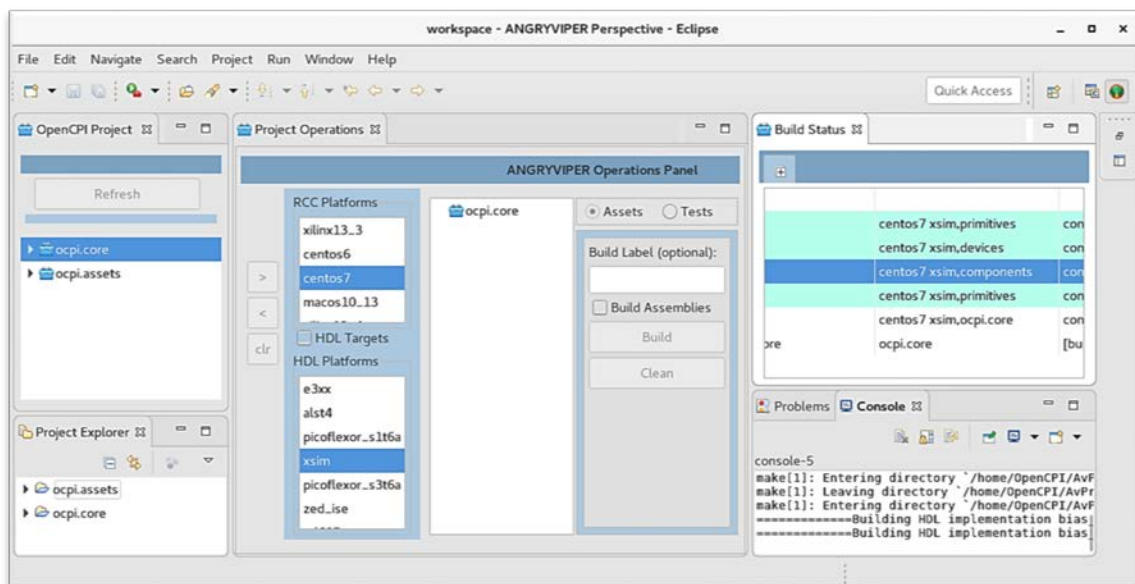 workspace - ANGRYVIPER Perspective - Eclipse
File Edit Navigate Search Project Run Window Help
Quick Access
OpenCPI Project
Refresh
ocpi.core
ocpi.assets
Project Explorer
ocpi.assets
ocpi.core
Project Operations
ANGRYVIPER Operations Panel
RCC Platforms
xilinx13_3
centos6
centos7
macos10_13
>
<
clr
HDL Targets
HDL Platforms
e3xx
alst4
picoflexor_s1t6a
xsim
picoflexor_s3t6a
zed_ise
ocpi.core
Assets Tests
Build Label (optional):
Build Assemblies
Build
Clean
Build Status
centos7 xsim,primitives con
centos7 xsim,devices con
centos7 xsim,components con
centos7 xsim,primitives con
centos7 xsim,ocpi.core con
ore ocpi.core [bu
Problems Console
console-5
make[1]: Entering directory `/home/OpenCPI/AvF
make[1]: Leaving directory `/home/OpenCPI/AvPr
make[1]: Entering directory `/home/OpenCPI/AvF
=============Building HDL implementation bias
=============Building HDL implementation bias